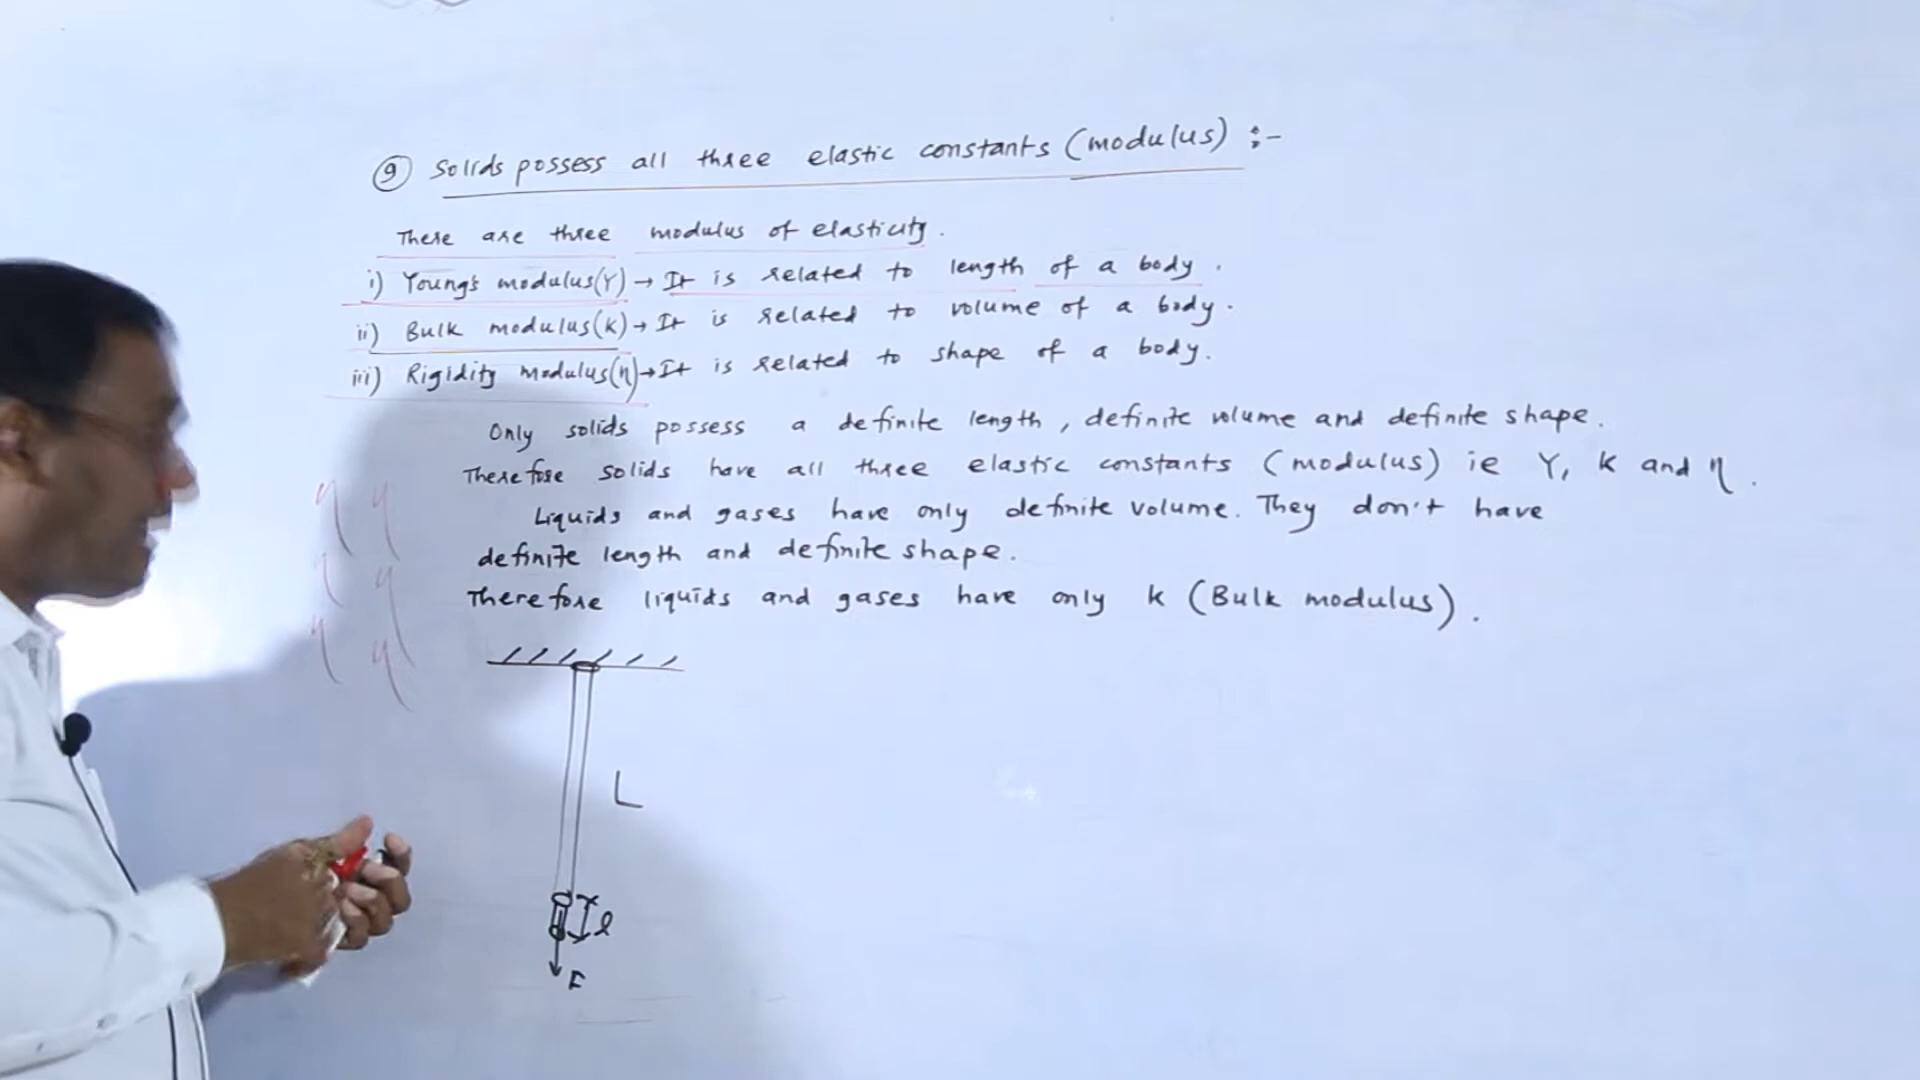 9 Solids possess all three elastic constants (modulus) :-
There are three modulus of elasticity.
i) Young's modulus(Y) → It is related to length of a body.
ii) Bulk modulus(k) → It is related to volume of a body.
iii) Rigidity modulus(η) → It is related to shape of a body.
Only solids possess a definite length, definite volume and definite shape.
Therefore solids have all three elastic constants (modulus) ie Y, k and η.
Liquids and gases have only definite volume. They don't have
definite length and definite shape.
Therefore liquids and gases have only k (Bulk modulus).
η η
η η
η η
L
l
F